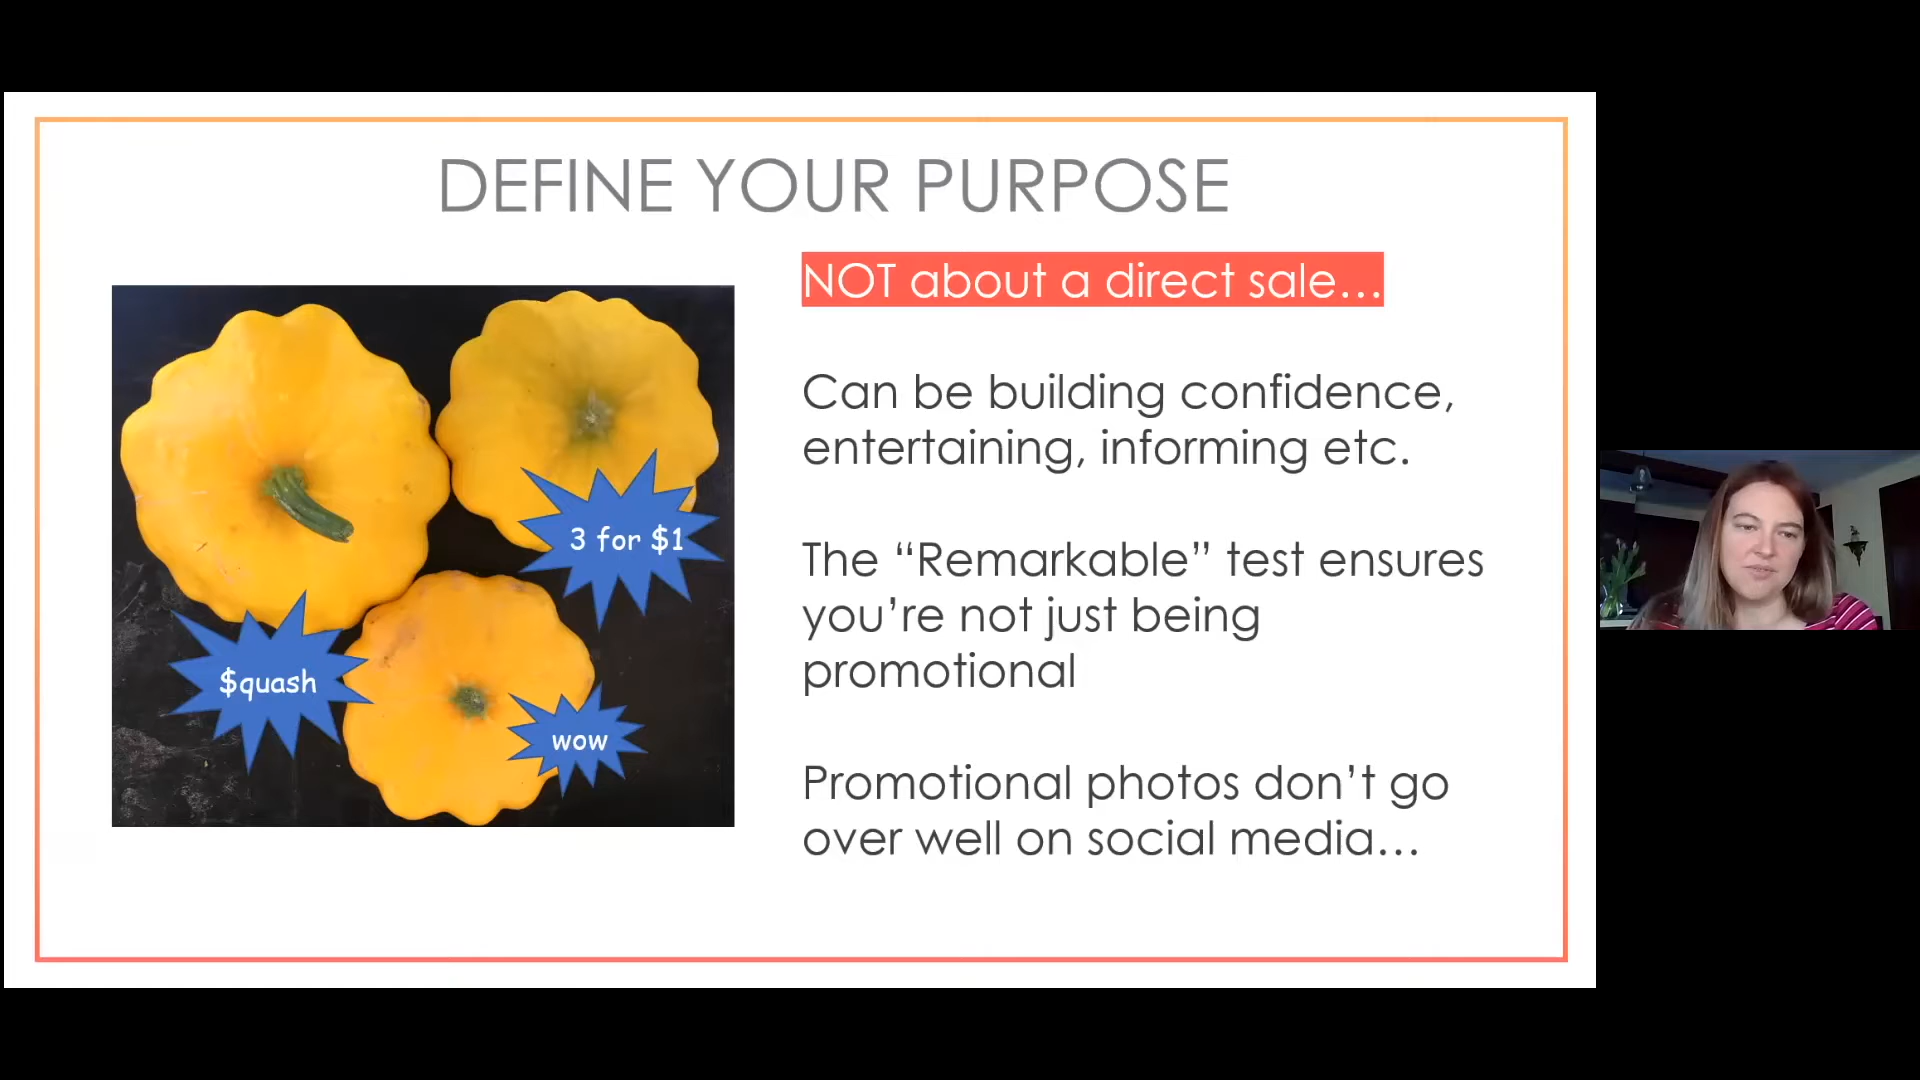 DEFINE YOUR PURPOSE
NOT about a direct sale…
Can be building confidence,
entertaining, informing etc.
The “Remarkable” test ensures
you’re not just being
promotional
Promotional photos don’t go
over well on social media…
3 for $1
$quash
wow